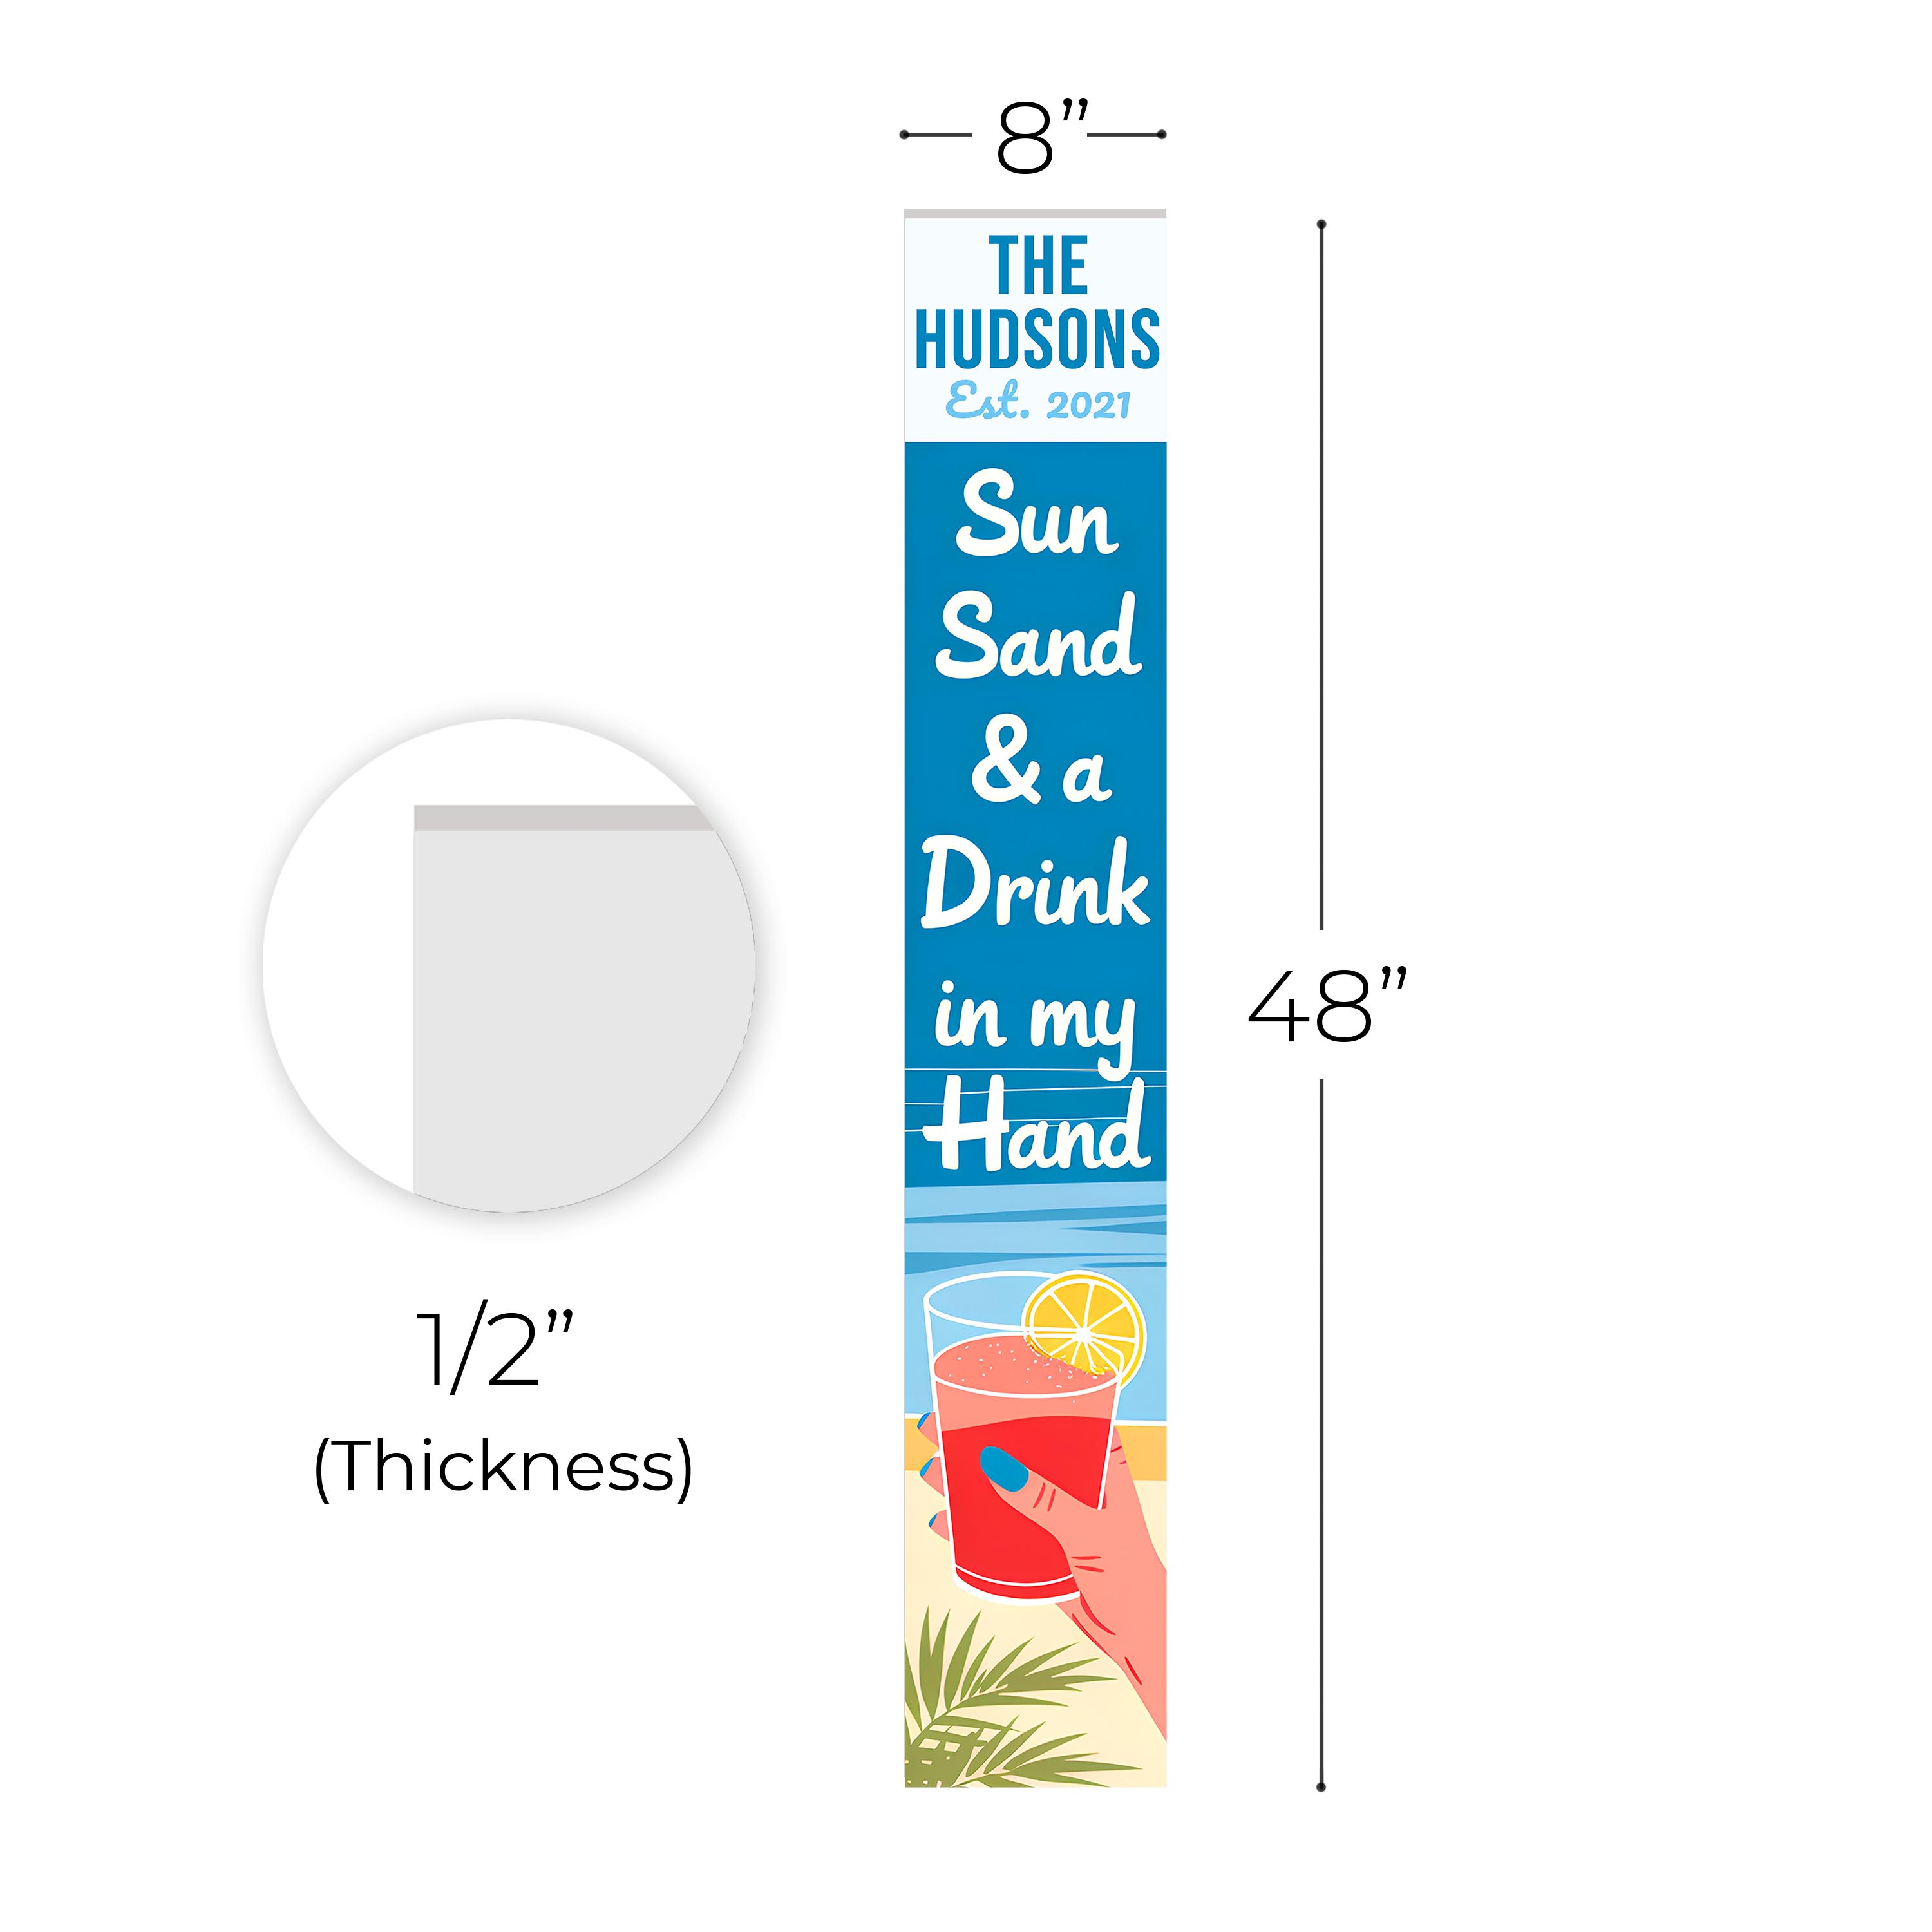 8”
THE
HUDSONS
Est. 2021
Sun
Sand
& a
Drink
in my
Hand
48”
1/2”
(Thickness)